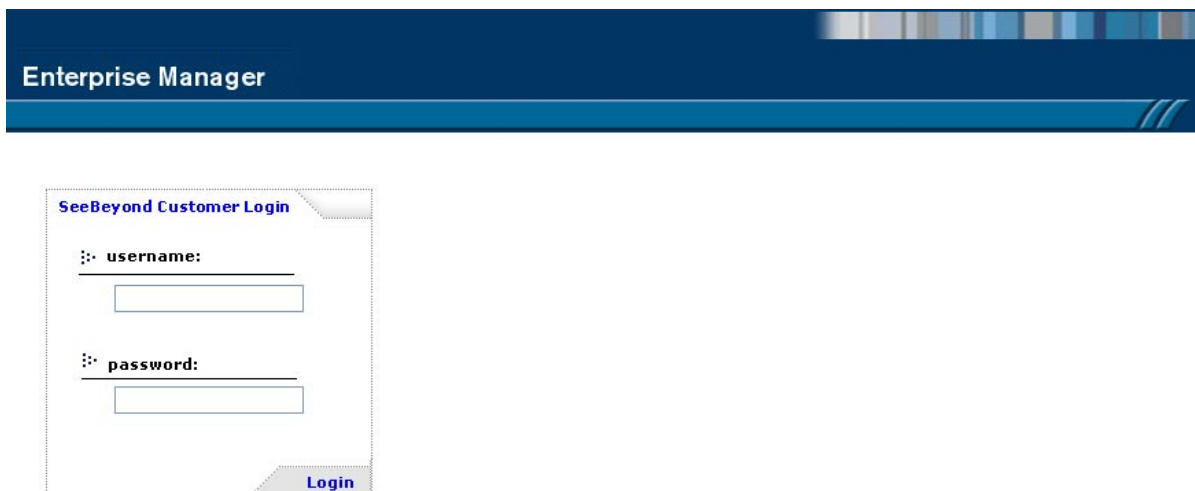 Enterprise Manager
SeeBeyond Customer Login
username:
password:
Login